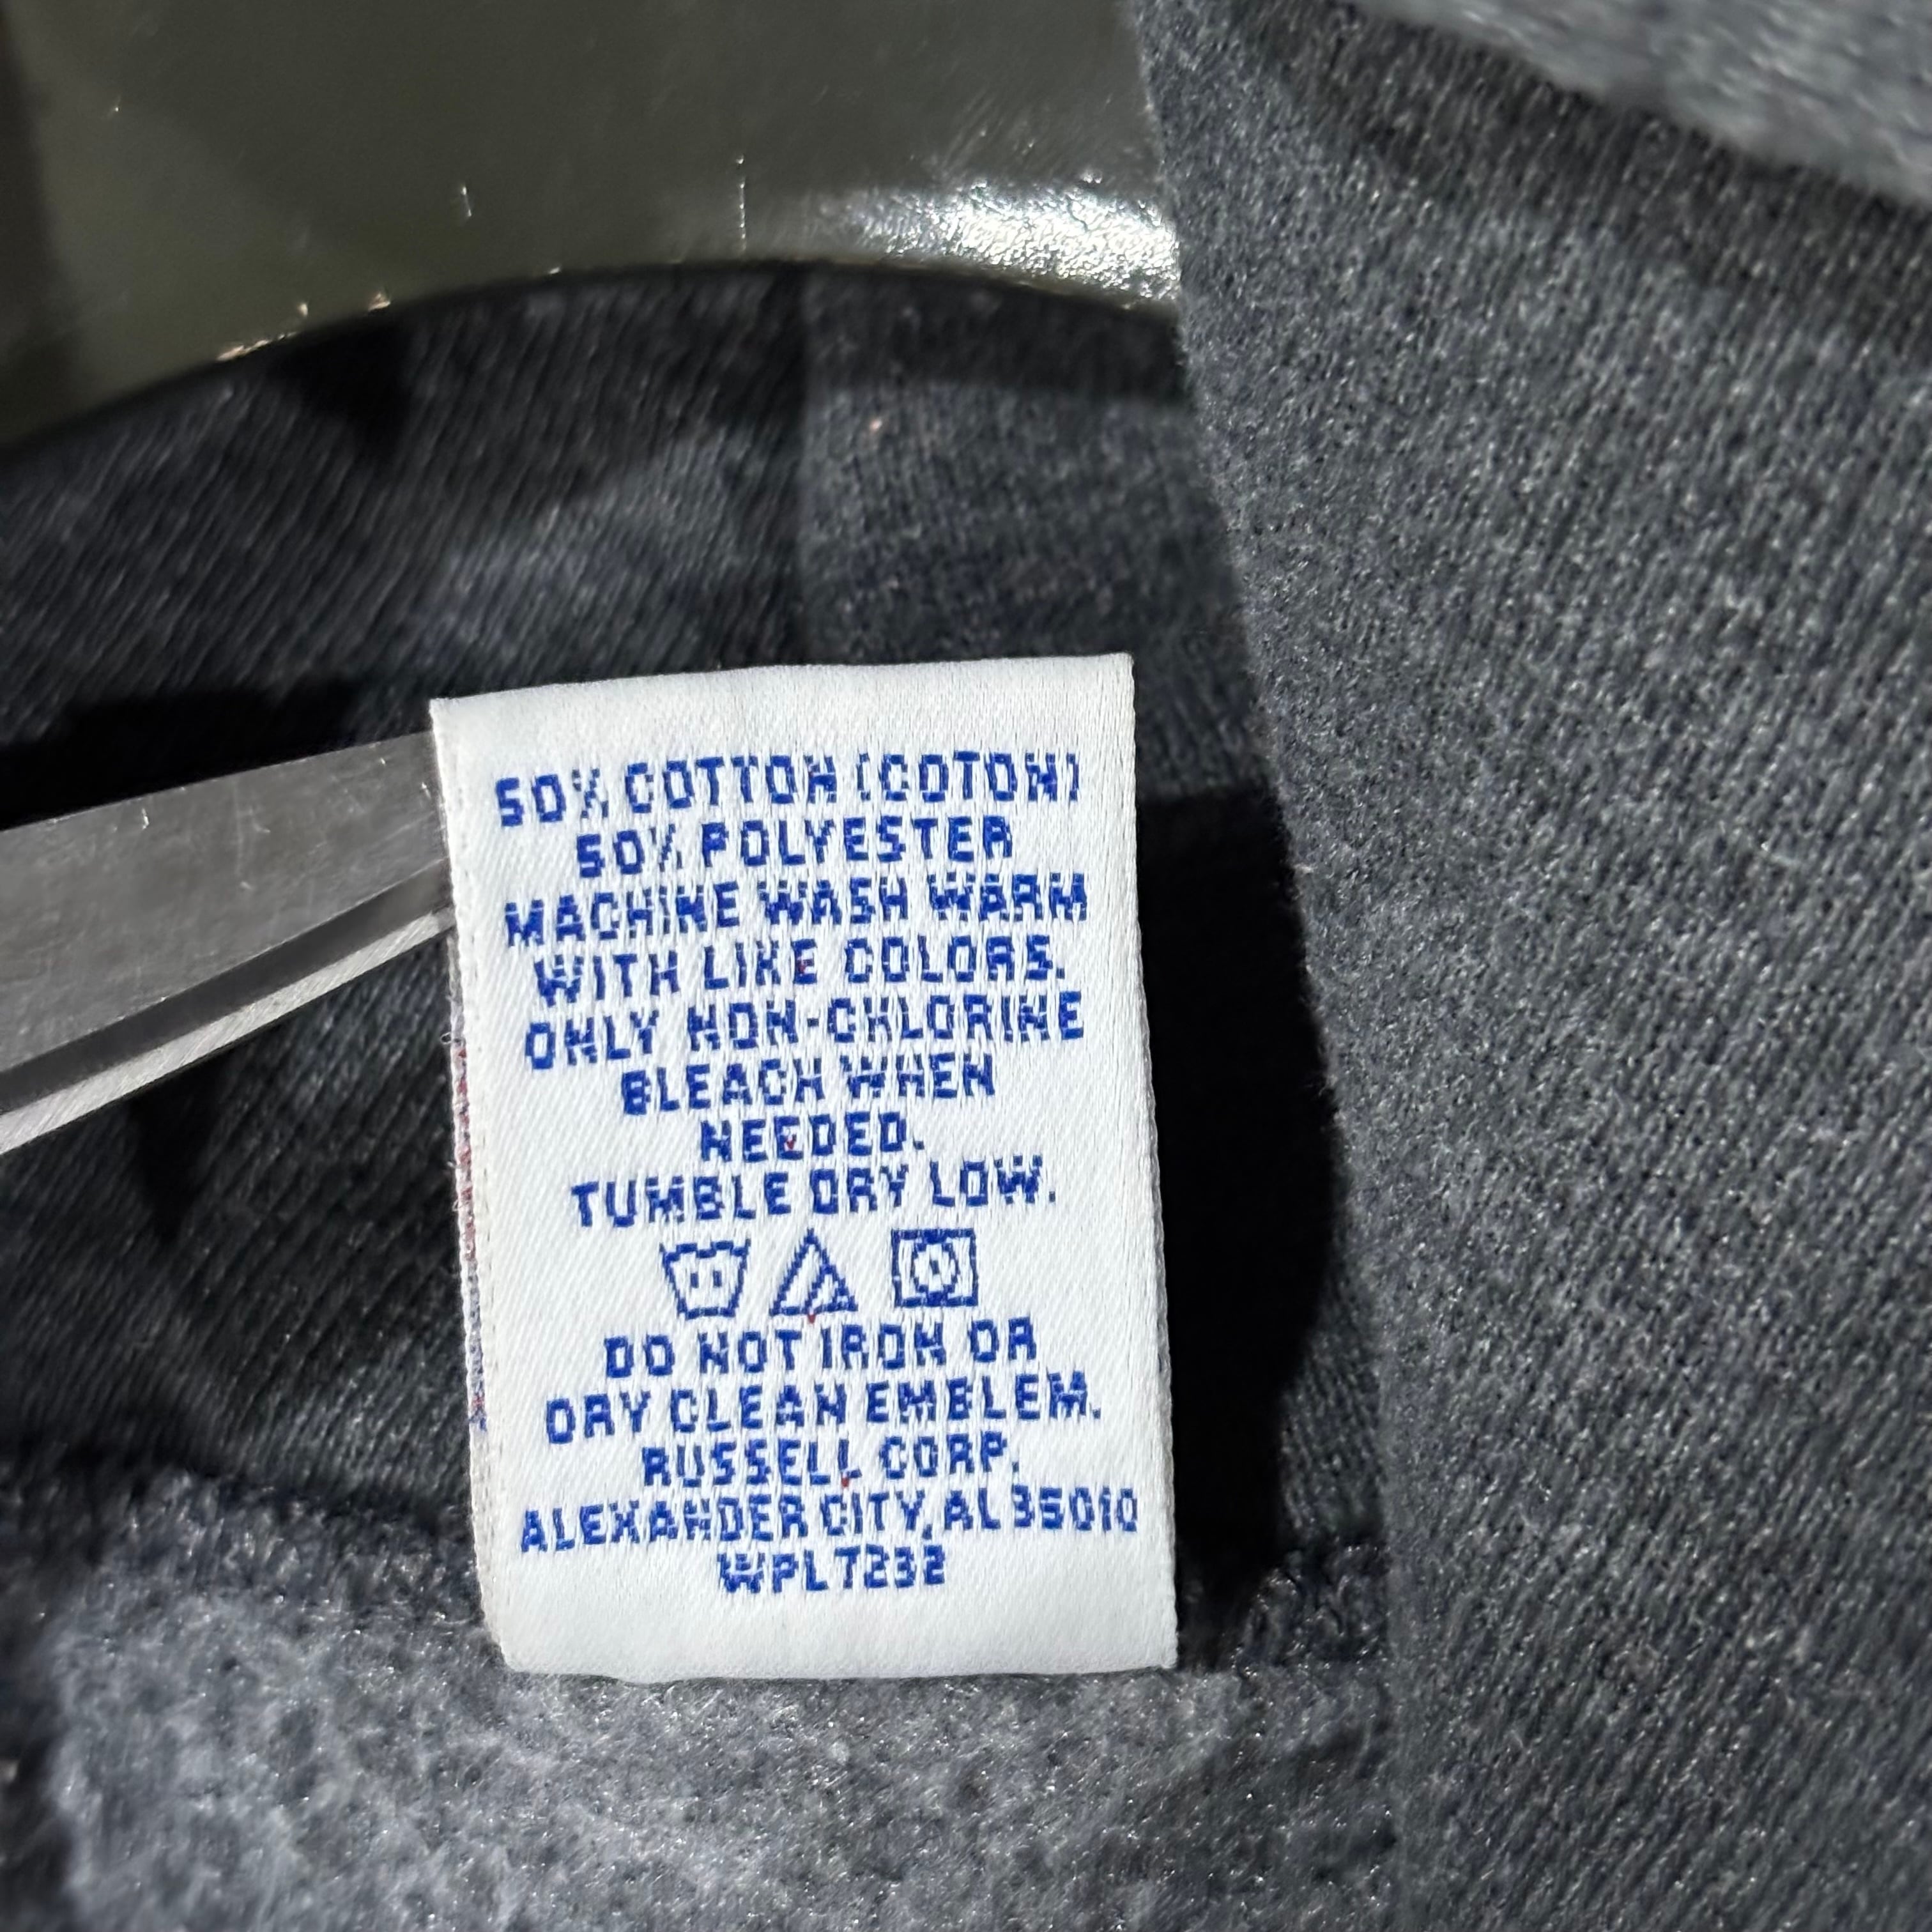 50% COTTON (COTON)
50% POLYESTER
MACHINE WASH WARM
WITH LIKE COLORS.
ONLY NON-CHLORINE
BLEACH WHEN
NEEDED.
TUMBLE DRY LOW.
DO NOT IRON OR
DRY CLEAN EMBLEM.
RUSSELL CORP.
ALEXANDER CITY, AL 35010
WPL 7232